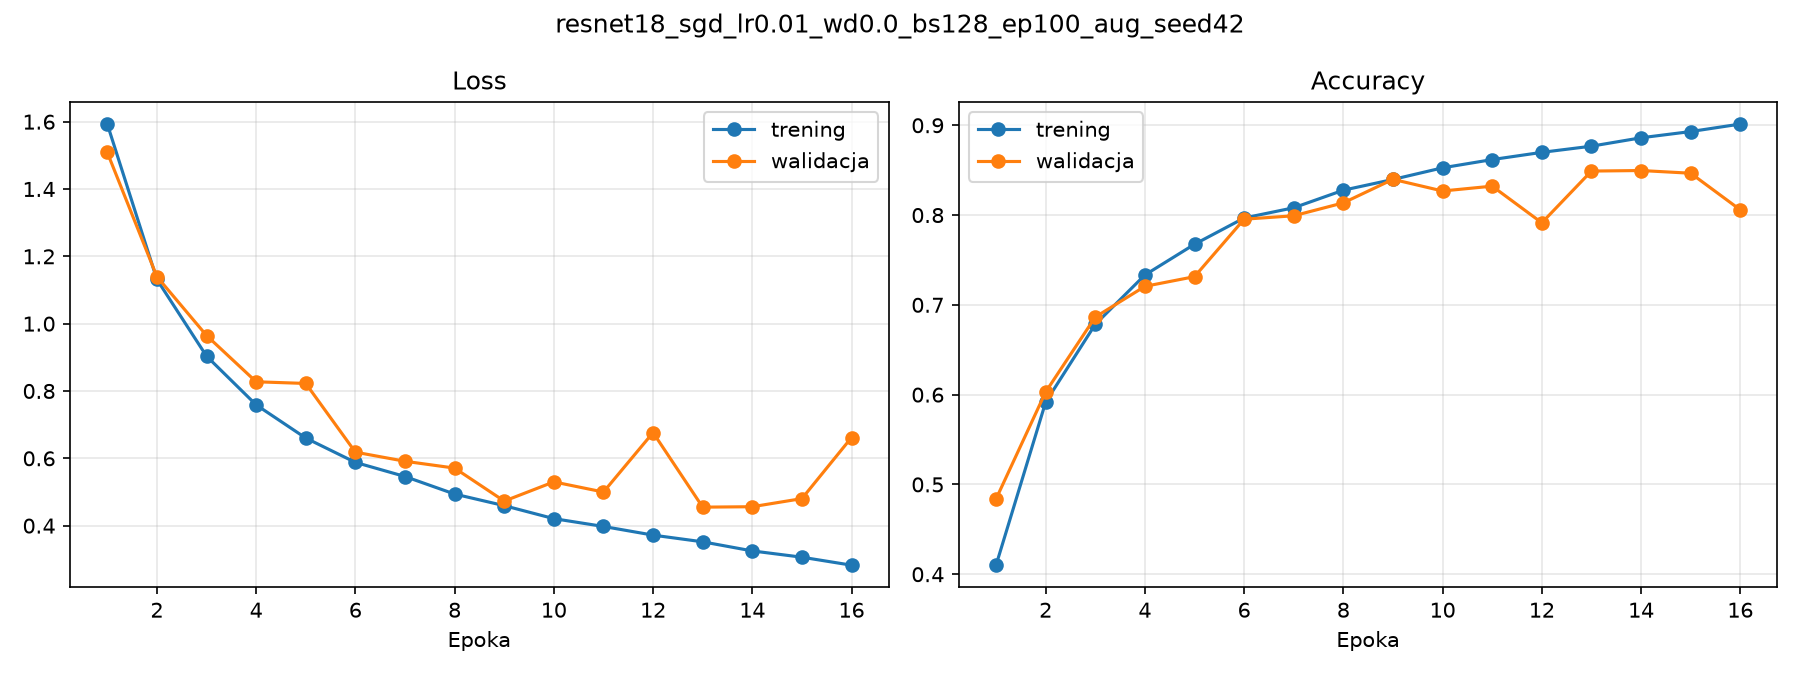 resnet18_sgd_lr0.01_wd0.0_bs128_ep100_aug_seed42
Loss
1.6
1.4
1.2
1.0
0.8
0.6
0.4
trening
walidacja
2 4 6 8 10 12 14 16
Epoka
Accuracy
0.9
0.8
0.7
0.6
0.5
0.4
trening
walidacja
2 4 6 8 10 12 14 16
Epoka